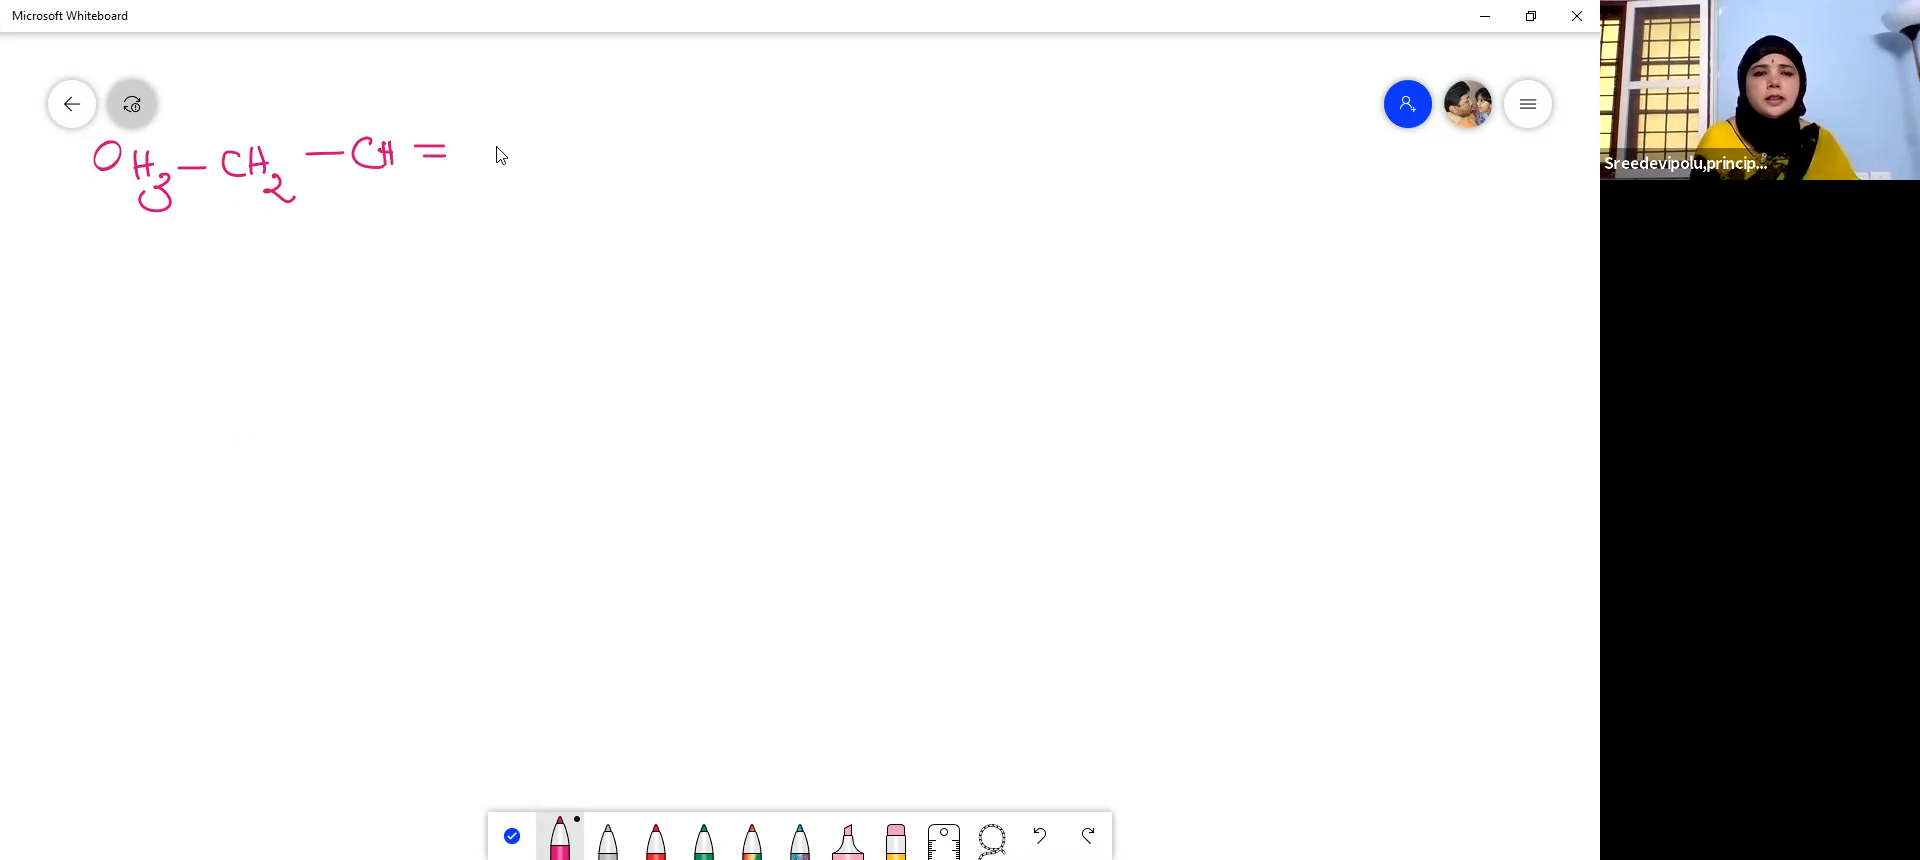 Microsoft Whiteboard
OH3 — CH2 — CH =
Sreedevipolu,princip...